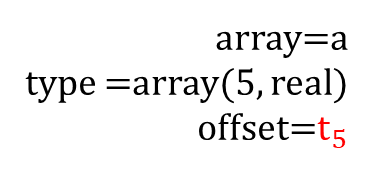 array=a
type =array(5, real)
offset=t₅